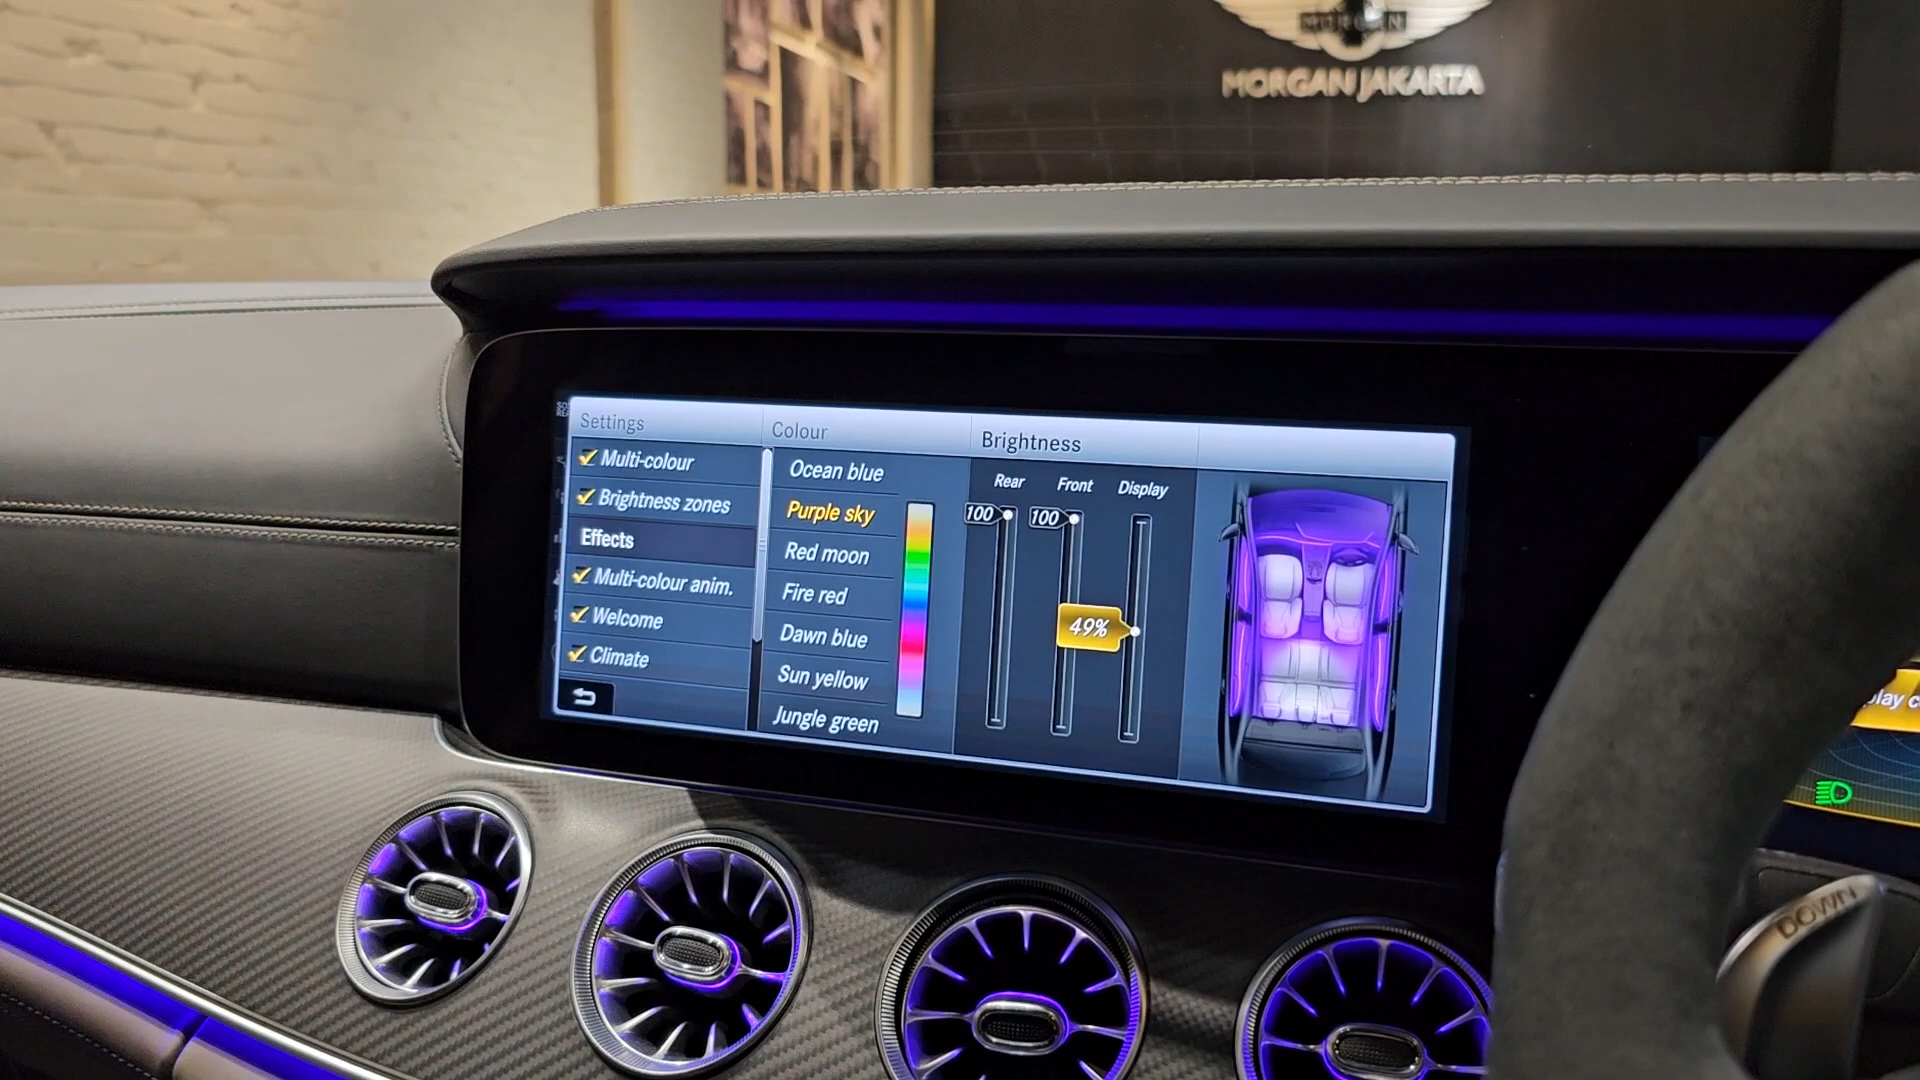 MORGAN
MORGAN JAKARTA
Settings
Multi-colour
Brightness zones
Effects
Multi-colour anim.
Welcome
Climate
Colour
Ocean blue
Purple sky
Red moon
Fire red
Dawn blue
Sun yellow
Jungle green
Brightness
Rear Front Display
100 100
49%
DOWN